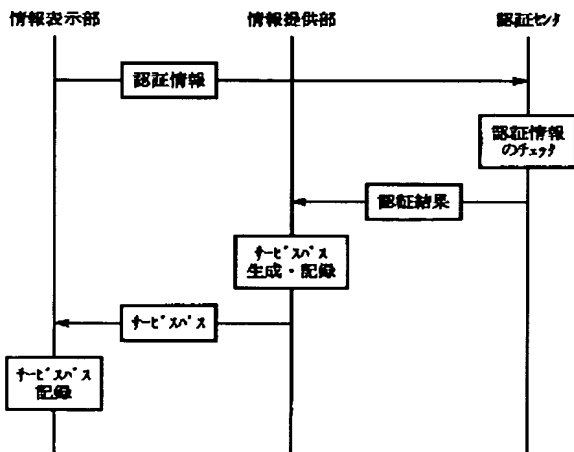 情報表示部
情報提供部
認証ｾﾝﾀ
認証情報
認証情報
のﾁｪｯｸ
認証結果
ｻｰﾋﾞｽﾊﾟｽ
生成・記録
ｻｰﾋﾞｽﾊﾟｽ
ｻｰﾋﾞｽﾊﾟｽ
記録